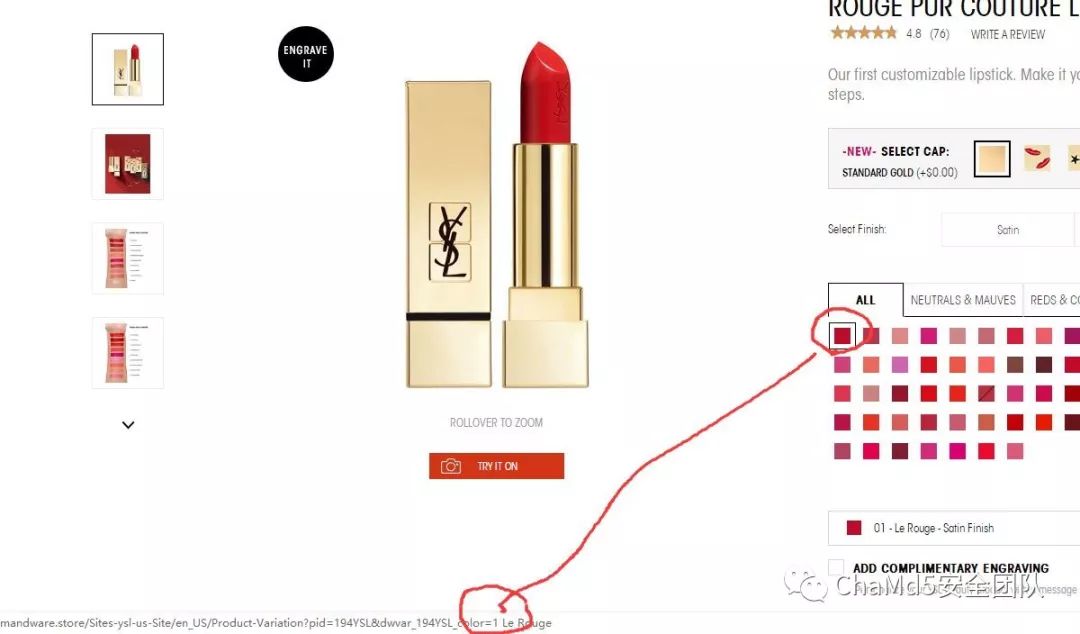 ENGRAVE
IT
YSL
ROLLOVER TO ZOOM
TRY IT ON
ROUGE PUR COUTURE
4.8 (76) WRITE A REVIEW
Our first customizable lipstick. Make it
steps.
-NEW- SELECT CAP:
STANDARD GOLD (+$0.00)
Select Finish:
Satin
ALL
NEUTRALS & MAUVES
REDS &
01 - Le Rouge - Satin Finish
ADD COMPLIMENTARY ENGRAVING
message
ChaMd5安全团队
mandware.store/Sites-ysl-us-Site/en_US/Product-Variation?pid=194YSL&dwvar_194YSL_color=1 Le Rouge